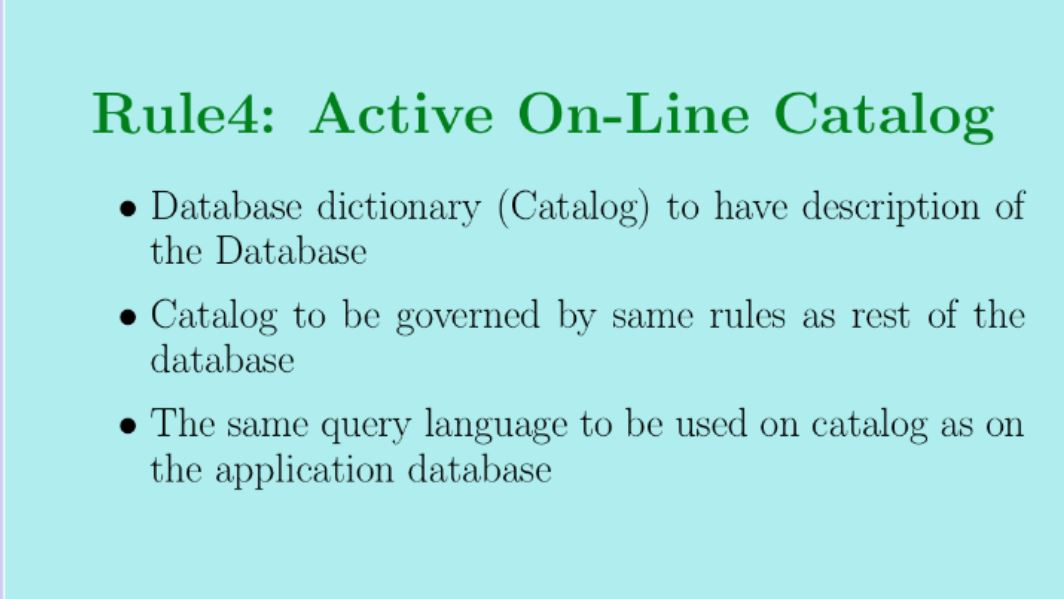 Rule4: Active On-Line Catalog
• Database dictionary (Catalog) to have description of
the Database
• Catalog to be governed by same rules as rest of the
database
• The same query language to be used on catalog as on
the application database